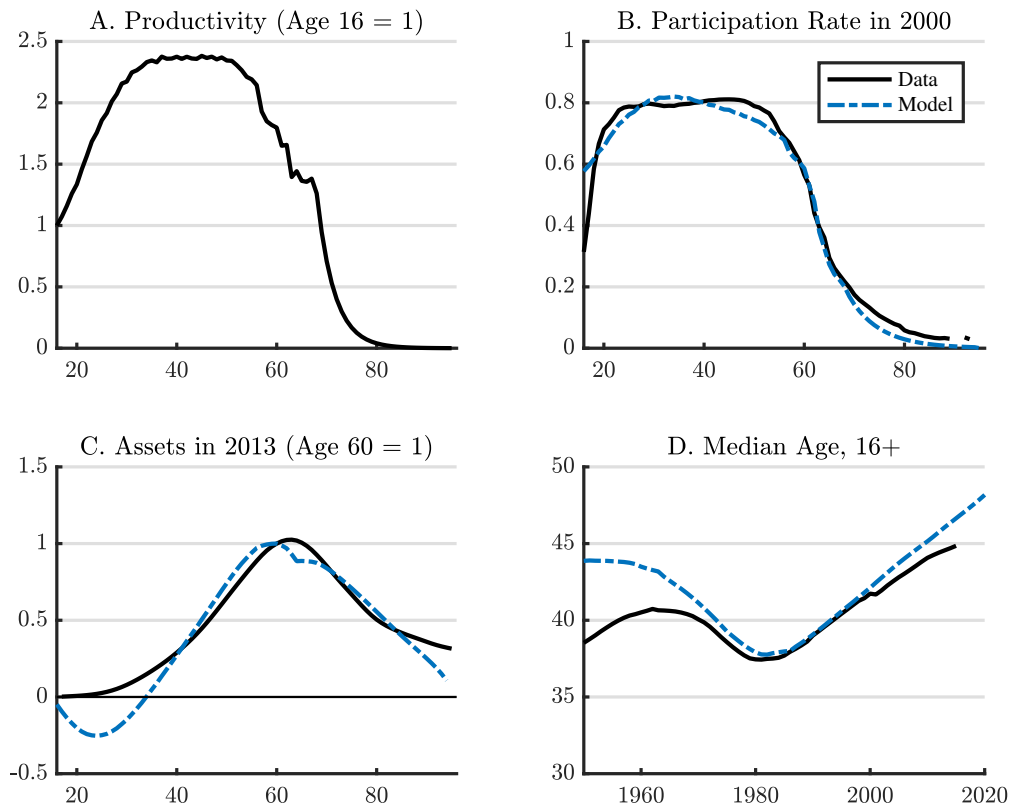 A. Productivity (Age 16 = 1)
2.5
2
1.5
1
0.5
0
20 40 60 80
B. Participation Rate in 2000
1
0.8
0.6
0.4
0.2
0
20 40 60 80
Data
Model
C. Assets in 2013 (Age 60 = 1)
1.5
1
0.5
0
-0.5
20 40 60 80
D. Median Age, 16+
50
45
40
35
30
1960 1980 2000 2020